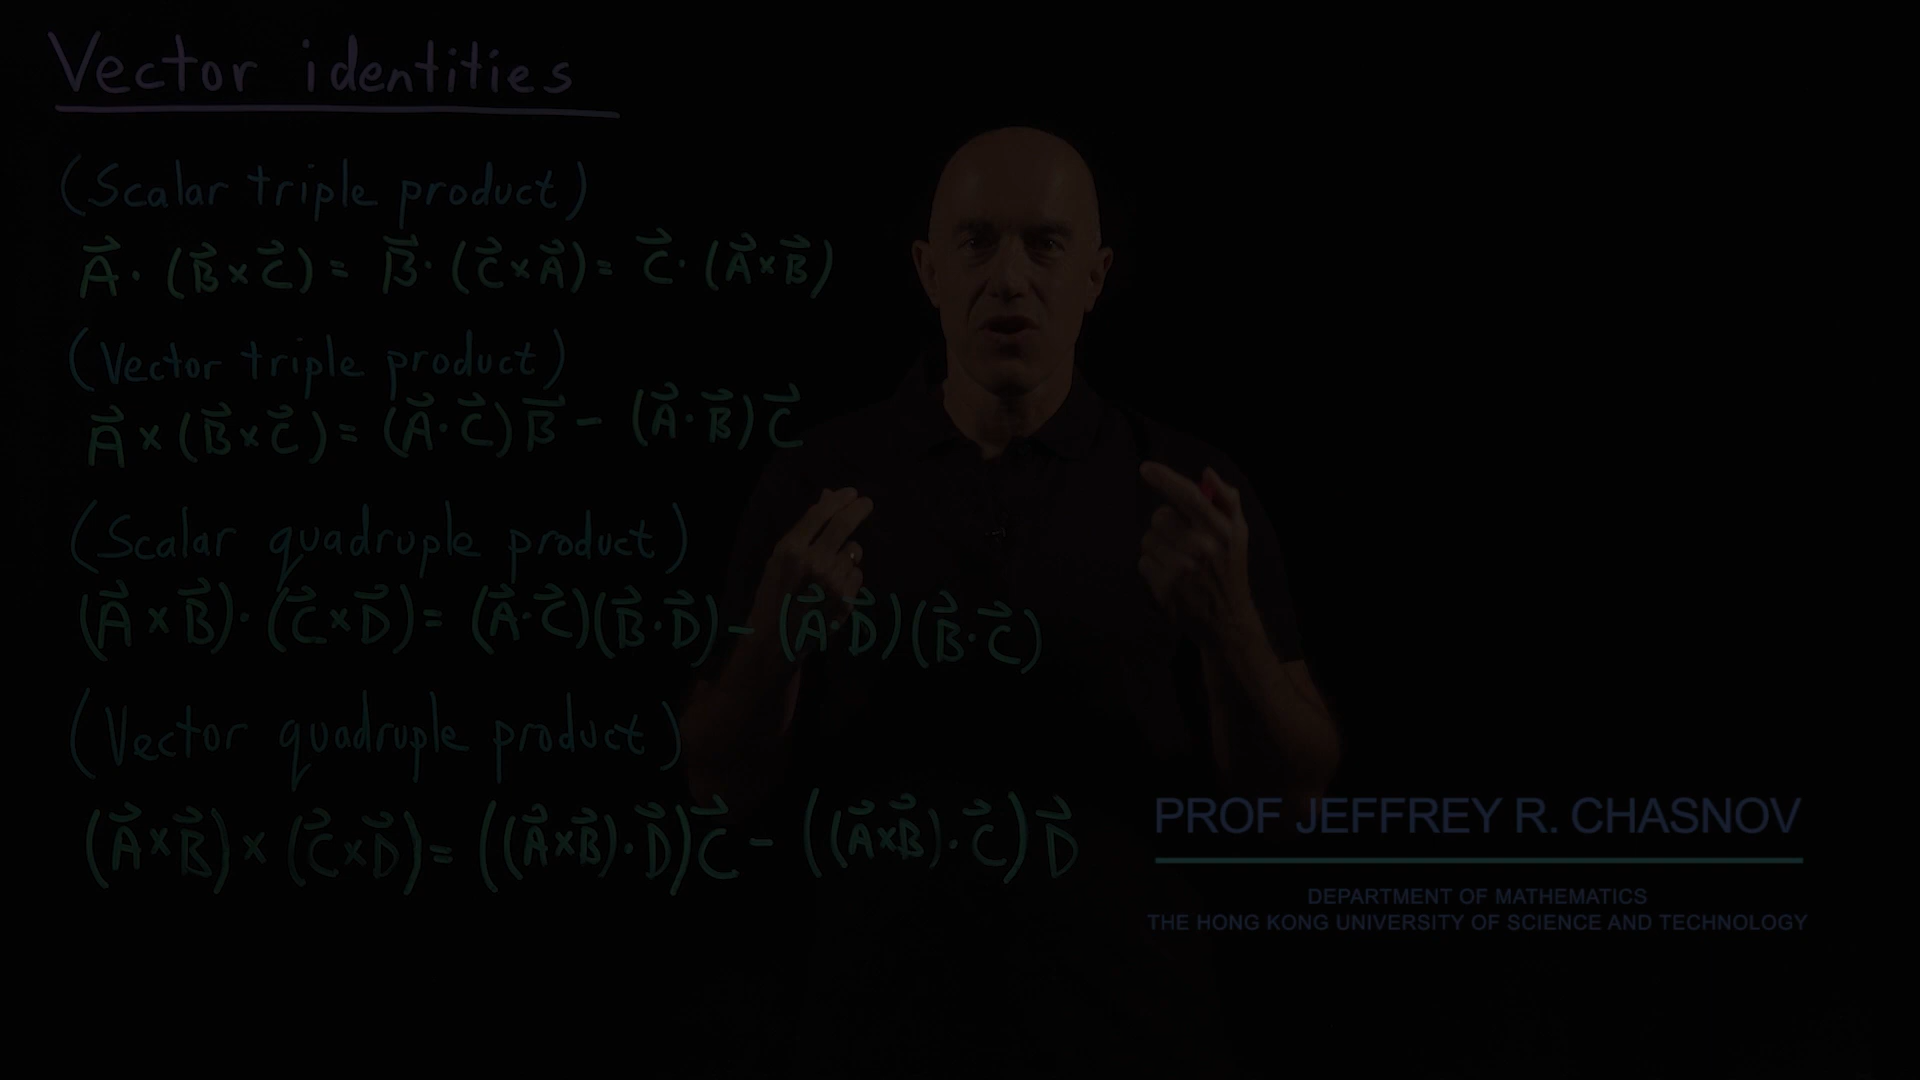 Vector identities
(Scalar triple product)
A⃗ · (B⃗ × C⃗) = B⃗ · (C⃗ × A⃗) = C⃗ · (A⃗ × B⃗)
(Vector triple product)
A⃗ × (B⃗ × C⃗) = (A⃗ · C⃗) B⃗ − (A⃗ · B⃗) C⃗
(Scalar quadruple product)
(A⃗ × B⃗) · (C⃗ × D⃗) = (A⃗ · C⃗)(B⃗ · D⃗) − (A⃗ · D⃗)(B⃗ · C⃗)
(Vector quadruple product)
(A⃗ × B⃗) × (C⃗ × D⃗) = ((A⃗ × B⃗) · D⃗) C⃗ − ((A⃗ × B⃗) · C⃗) D⃗
PROF JEFFREY R. CHASNOV
DEPARTMENT OF MATHEMATICS
THE HONG KONG UNIVERSITY OF SCIENCE AND TECHNOLOGY